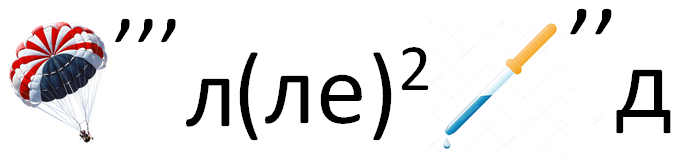 ,,, л(ле)² ,, д